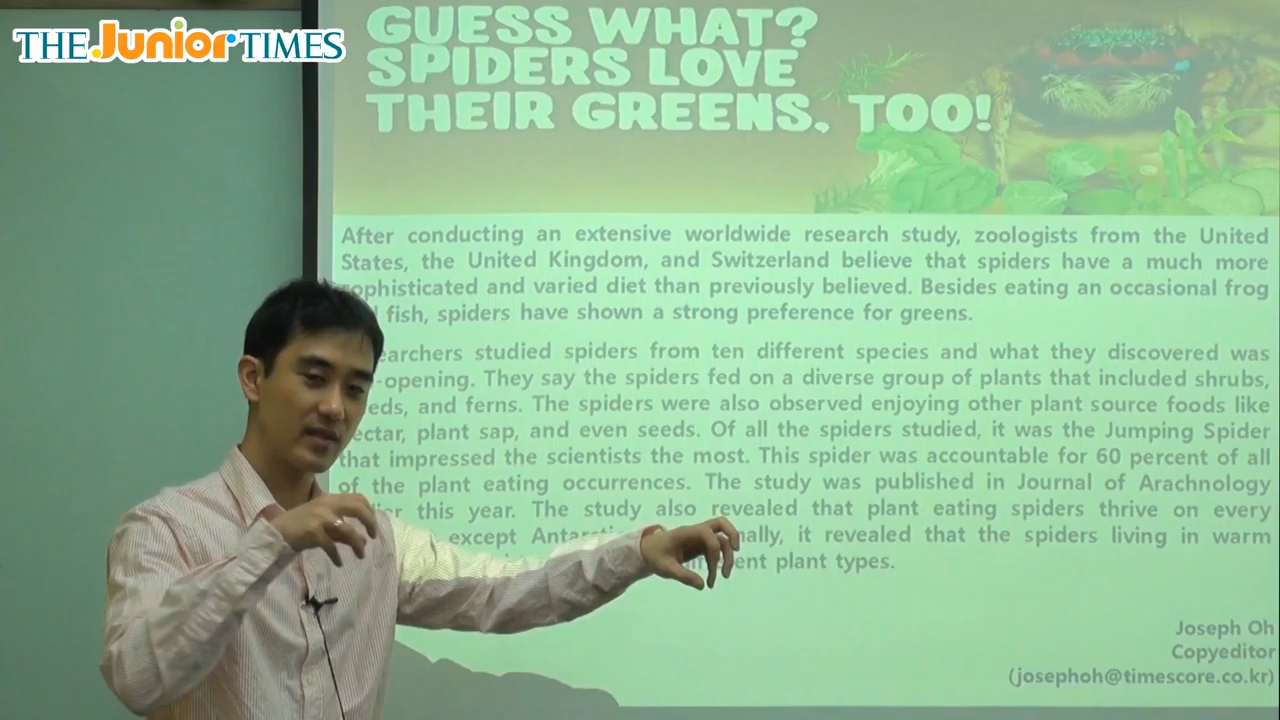 THE Junior TIMES
GUESS WHAT?
SPIDERS LOVE
THEIR GREENS, TOO!
After conducting an extensive worldwide research study, zoologists from the United
States, the United Kingdom, and Switzerland believe that spiders have a much more
sophisticated and varied diet than previously believed. Besides eating an occasional frog
fish, spiders have shown a strong preference for greens.
earchers studied spiders from ten different species and what they discovered was
-opening. They say the spiders fed on a diverse group of plants that included shrubs,
eds, and ferns. The spiders were also observed enjoying other plant source foods like
nectar, plant sap, and even seeds. Of all the spiders studied, it was the Jumping Spider
that impressed the scientists the most. This spider was accountable for 60 percent of all
of the plant eating occurrences. The study was published in Journal of Arachnology
this year. The study also revealed that plant eating spiders thrive on every
except Antarctic nally, it revealed that the spiders living in warm
ent plant types.
Joseph Oh
Copyeditor
(josephoh@timescore.co.kr)